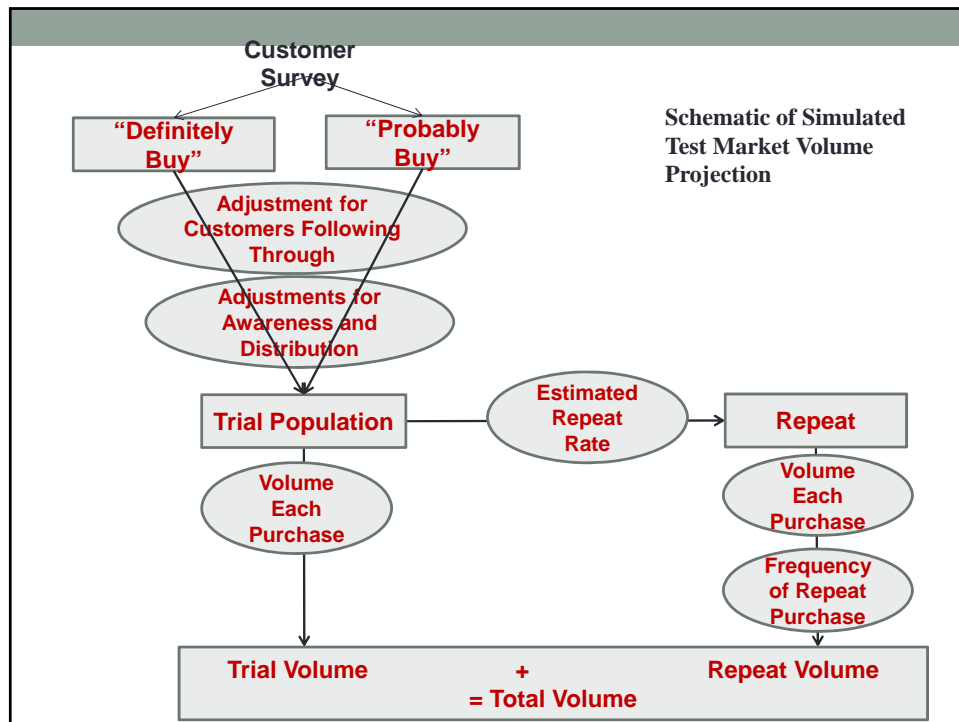 Customer
Survey
“Definitely
Buy”
“Probably
Buy”
Schematic of Simulated
Test Market Volume
Projection
Adjustment for
Customers Following
Through
Adjustments for
Awareness and
Distribution
Trial Population
Estimated
Repeat
Rate
Repeat
Volume
Each
Purchase
Volume
Each
Purchase
Frequency
of Repeat
Purchase
Trial Volume + Repeat Volume
= Total Volume